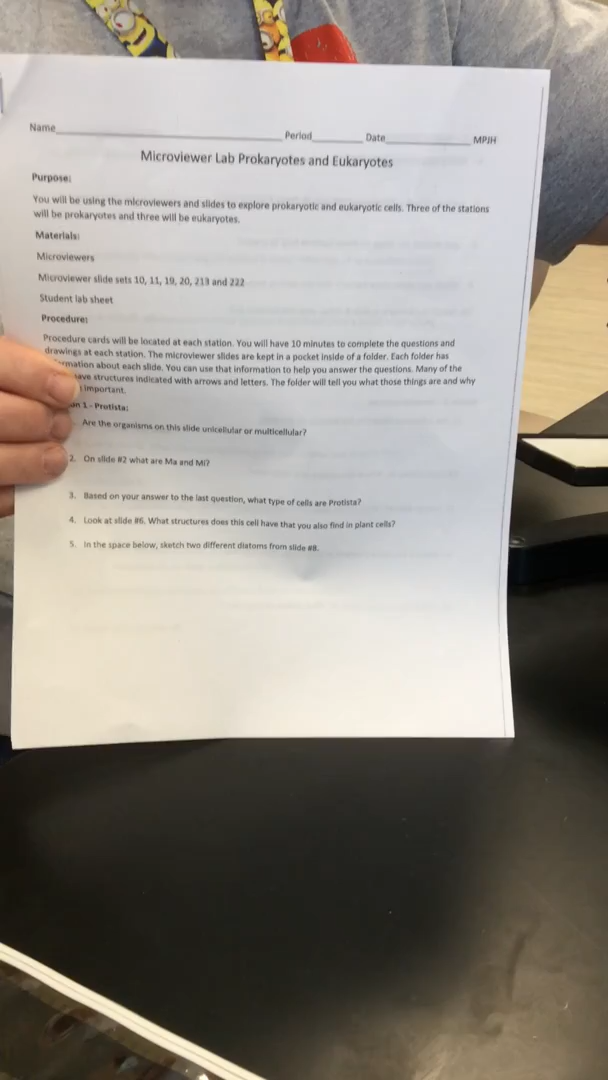 Name____________ Period______ Date____________ MPJH
Microviewer Lab Prokaryotes and Eukaryotes
Purpose:
You will be using the microviewers and slides to explore prokaryotic and eukaryotic cells. Three of the stations
will be prokaryotes and three will be eukaryotes.
Materials:
Microviewers
Microviewer slide sets 10, 11, 19, 20, 213 and 222
Student lab sheet
Procedure:
Procedure cards will be located at each station. You will have 10 minutes to complete the questions and
drawings at each station. The microviewer slides are kept in a pocket inside of a folder. Each folder has
about each slide. You can use that information to help you answer the questions. Many of the
structures indicated with arrows and letters. The folder will tell you what those things are and why
important.
1 - Protista:
Are the organisms on this slide unicellular or multicellular?
2. On slide #2 what are Ma and Mi?
3. Based on your answer to the last question, what type of cells are Protista?
4. Look at slide #6. What structures does this cell have that you also find in plant cells?
5. In the space below, sketch two different diatoms from slide #8.